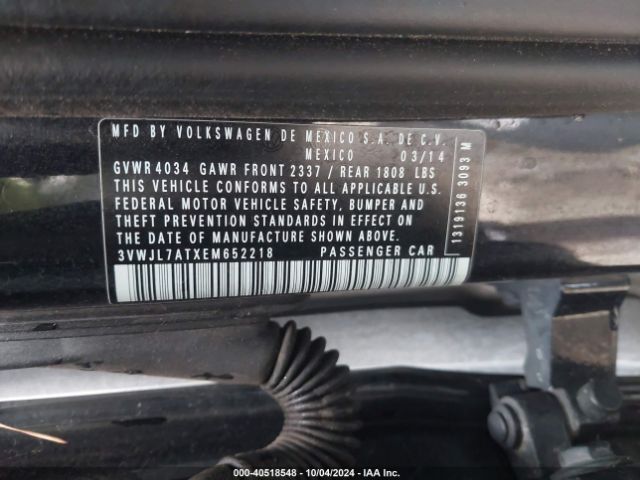 MFD BY VOLKSWAGEN DE MEXICO S.A. DE C.V.
MEXICO 03/14
GVWR 4034 GAWR FRONT 2337 / REAR 1808 LBS
THIS VEHICLE CONFORMS TO ALL APPLICABLE U.S.
FEDERAL MOTOR VEHICLE SAFETY, BUMPER AND
THEFT PREVENTION STANDARDS IN EFFECT ON
THE DATE OF MANUFACTURE SHOWN ABOVE.
3VWJL7ATXEM652218 PASSENGER CAR
1319136 3093 M
000-40518548 - 10/04/2024 - IAA Inc.